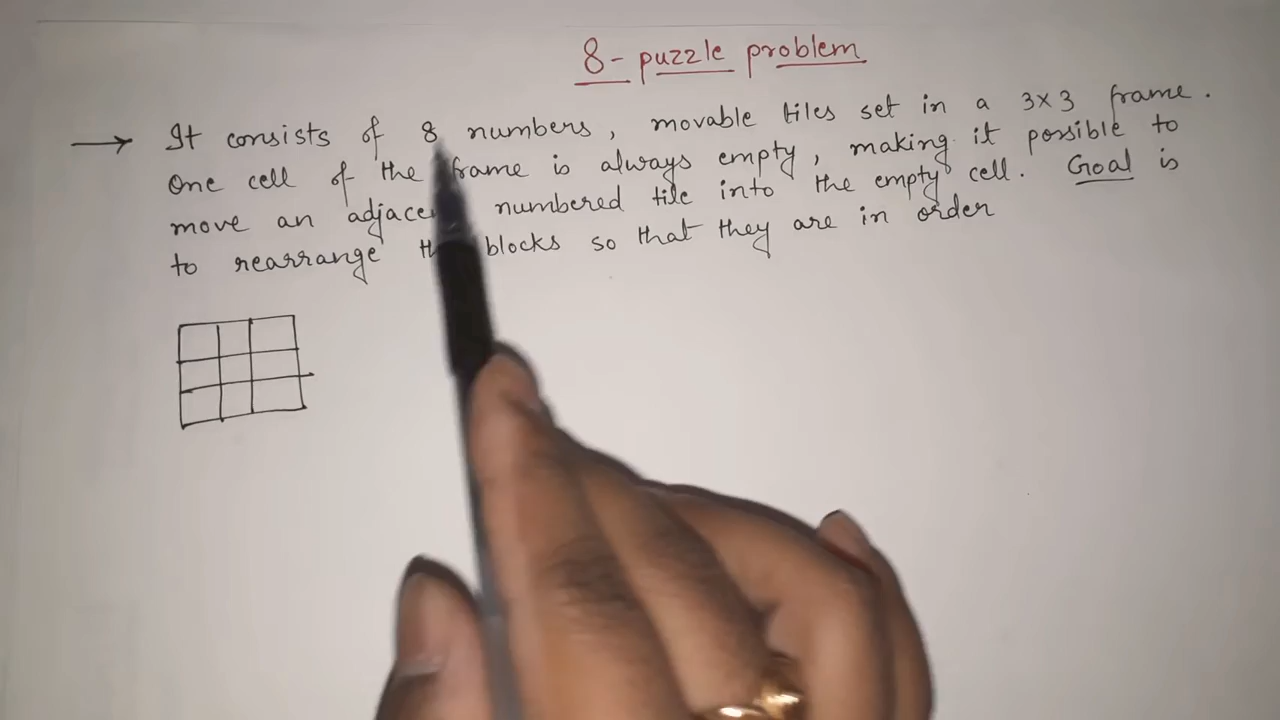 8-puzzle problem
→ It consists of 8 numbers, movable tiles set in a 3×3 frame.
One cell of the frame is always empty, making it possible to
move an numbered tile into the empty cell. Goal is
to rearrange blocks so that they are in order